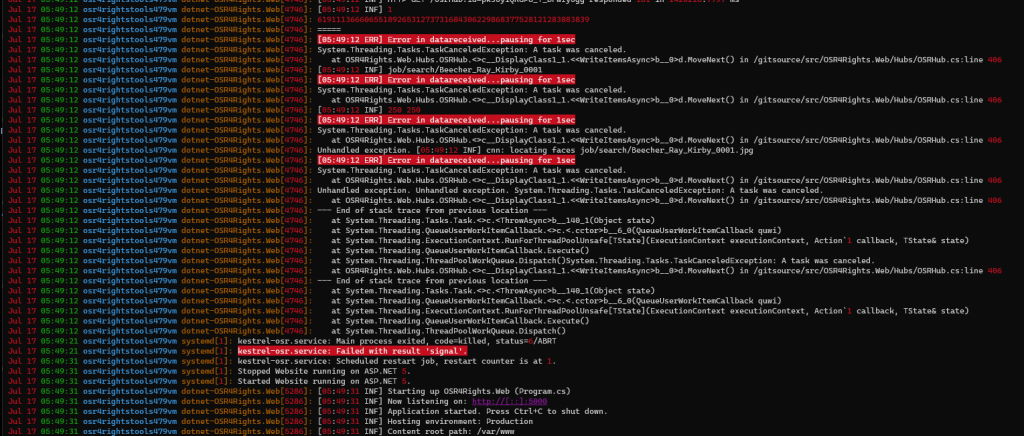 Jul 17 05:49:12 osr4rightstools479vm dotnet-OSR4Rights.Web[4746]: [05:49:12 INF] 1
Jul 17 05:49:12 osr4rightstools479vm dotnet-OSR4Rights.Web[4746]:
Jul 17 05:49:12 osr4rightstools479vm dotnet-OSR4Rights.Web[4746]: =====
Jul 17 05:49:12 osr4rightstools479vm dotnet-OSR4Rights.Web[4746]: [05:49:12 ERR] Error in datareceived...pausing for 1sec
Jul 17 05:49:12 osr4rightstools479vm dotnet-OSR4Rights.Web[4746]: System.Threading.Tasks.TaskCanceledException: A task was canceled.
Jul 17 05:49:12 osr4rightstools479vm dotnet-OSR4Rights.Web[4746]:    at OSR4Rights.Web.Hubs.OSRHub.<>c__DisplayClass1_1.<<WriteItemsAsync>b__0>d.MoveNext() in /gitsource/src/OSR4Rights.Web/Hubs/OSRHub.cs:line 406
Jul 17 05:49:12 osr4rightstools479vm dotnet-OSR4Rights.Web[4746]: [05:49:12 INF] job/search/Beecher_Ray_Kirby_0001
Jul 17 05:49:12 osr4rightstools479vm dotnet-OSR4Rights.Web[4746]: [05:49:12 ERR] Error in datareceived...pausing for 1sec
Jul 17 05:49:12 osr4rightstools479vm dotnet-OSR4Rights.Web[4746]: System.Threading.Tasks.TaskCanceledException: A task was canceled.
Jul 17 05:49:12 osr4rightstools479vm dotnet-OSR4Rights.Web[4746]:    at OSR4Rights.Web.Hubs.OSRHub.<>c__DisplayClass1_1.<<WriteItemsAsync>b__0>d.MoveNext() in /gitsource/src/OSR4Rights.Web/Hubs/OSRHub.cs:line 406
Jul 17 05:49:12 osr4rightstools479vm dotnet-OSR4Rights.Web[4746]: [05:49:12 INF] 250 250
Jul 17 05:49:12 osr4rightstools479vm dotnet-OSR4Rights.Web[4746]: [05:49:12 ERR] Error in datareceived...pausing for 1sec
Jul 17 05:49:12 osr4rightstools479vm dotnet-OSR4Rights.Web[4746]: System.Threading.Tasks.TaskCanceledException: A task was canceled.
Jul 17 05:49:12 osr4rightstools479vm dotnet-OSR4Rights.Web[4746]:    at OSR4Rights.Web.Hubs.OSRHub.<>c__DisplayClass1_1.<<WriteItemsAsync>b__0>d.MoveNext() in /gitsource/src/OSR4Rights.Web/Hubs/OSRHub.cs:line 406
Jul 17 05:49:12 osr4rightstools479vm dotnet-OSR4Rights.Web[4746]: Unhandled exception. [05:49:12 INF] cnn: locating faces job/search/Beecher_Ray_Kirby_0001.jpg
Jul 17 05:49:12 osr4rightstools479vm dotnet-OSR4Rights.Web[4746]: [05:49:12 ERR] Error in datareceived...pausing for 1sec
Jul 17 05:49:12 osr4rightstools479vm dotnet-OSR4Rights.Web[4746]: System.Threading.Tasks.TaskCanceledException: A task was canceled.
Jul 17 05:49:12 osr4rightstools479vm dotnet-OSR4Rights.Web[4746]:    at OSR4Rights.Web.Hubs.OSRHub.<>c__DisplayClass1_1.<<WriteItemsAsync>b__0>d.MoveNext() in /gitsource/src/OSR4Rights.Web/Hubs/OSRHub.cs:line 406
Jul 17 05:49:12 osr4rightstools479vm dotnet-OSR4Rights.Web[4746]: Unhandled exception. Unhandled exception. System.Threading.Tasks.TaskCanceledException: A task was canceled.
Jul 17 05:49:12 osr4rightstools479vm dotnet-OSR4Rights.Web[4746]:    at OSR4Rights.Web.Hubs.OSRHub.<>c__DisplayClass1_1.<<WriteItemsAsync>b__0>d.MoveNext() in /gitsource/src/OSR4Rights.Web/Hubs/OSRHub.cs:line 406
Jul 17 05:49:12 osr4rightstools479vm dotnet-OSR4Rights.Web[4746]: --- End of stack trace from previous location ---
Jul 17 05:49:12 osr4rightstools479vm dotnet-OSR4Rights.Web[4746]:    at System.Threading.Tasks.Task.<>c.<ThrowAsync>b__140_1(Object state)
Jul 17 05:49:12 osr4rightstools479vm dotnet-OSR4Rights.Web[4746]:    at System.Threading.QueueUserWorkItemCallback.<>c.<.cctor>b__6_0(QueueUserWorkItemCallback quwi)
Jul 17 05:49:12 osr4rightstools479vm dotnet-OSR4Rights.Web[4746]:    at System.Threading.ExecutionContext.RunForThreadPoolUnsafe[TState](ExecutionContext executionContext, Action`1 callback, TState& state)
Jul 17 05:49:12 osr4rightstools479vm dotnet-OSR4Rights.Web[4746]:    at System.Threading.QueueUserWorkItemCallback.Execute()
Jul 17 05:49:12 osr4rightstools479vm dotnet-OSR4Rights.Web[4746]:    at System.Threading.ThreadPoolWorkQueue.Dispatch()System.Threading.Tasks.TaskCanceledException: A task was canceled.
Jul 17 05:49:12 osr4rightstools479vm dotnet-OSR4Rights.Web[4746]:    at OSR4Rights.Web.Hubs.OSRHub.<>c__DisplayClass1_1.<<WriteItemsAsync>b__0>d.MoveNext() in /gitsource/src/OSR4Rights.Web/Hubs/OSRHub.cs:line 406
Jul 17 05:49:12 osr4rightstools479vm dotnet-OSR4Rights.Web[4746]: --- End of stack trace from previous location ---
Jul 17 05:49:12 osr4rightstools479vm dotnet-OSR4Rights.Web[4746]:    at System.Threading.Tasks.Task.<>c.<ThrowAsync>b__140_1(Object state)
Jul 17 05:49:12 osr4rightstools479vm dotnet-OSR4Rights.Web[4746]:    at System.Threading.QueueUserWorkItemCallback.<>c.<.cctor>b__6_0(QueueUserWorkItemCallback quwi)
Jul 17 05:49:12 osr4rightstools479vm dotnet-OSR4Rights.Web[4746]:    at System.Threading.ExecutionContext.RunForThreadPoolUnsafe[TState](ExecutionContext executionContext, Action`1 callback, TState& state)
Jul 17 05:49:12 osr4rightstools479vm dotnet-OSR4Rights.Web[4746]:    at System.Threading.QueueUserWorkItemCallback.Execute()
Jul 17 05:49:12 osr4rightstools479vm dotnet-OSR4Rights.Web[4746]:    at System.Threading.ThreadPoolWorkQueue.Dispatch()
Jul 17 05:49:21 osr4rightstools479vm systemd[1]: kestrel-osr.service: Main process exited, code=killed, status=6/ABRT
Jul 17 05:49:21 osr4rightstools479vm systemd[1]: kestrel-osr.service: Failed with result 'signal'.
Jul 17 05:49:31 osr4rightstools479vm systemd[1]: kestrel-osr.service: Scheduled restart job, restart counter is at 1.
Jul 17 05:49:31 osr4rightstools479vm systemd[1]: Stopped Website running on ASP.NET 5.
Jul 17 05:49:31 osr4rightstools479vm systemd[1]: Started Website running on ASP.NET 5.
Jul 17 05:49:31 osr4rightstools479vm dotnet-OSR4Rights.Web[5286]: [05:49:31 INF] Starting up OSR4Rights.Web (Program.cs)
Jul 17 05:49:31 osr4rightstools479vm dotnet-OSR4Rights.Web[5286]: [05:49:31 INF] Now listening on: http://[::]:5000
Jul 17 05:49:31 osr4rightstools479vm dotnet-OSR4Rights.Web[5286]: [05:49:31 INF] Application started. Press Ctrl+C to shut down.
Jul 17 05:49:31 osr4rightstools479vm dotnet-OSR4Rights.Web[5286]: [05:49:31 INF] Hosting environment: Production
Jul 17 05:49:31 osr4rightstools479vm dotnet-OSR4Rights.Web[5286]: [05:49:31 INF] Content root path: /var/www